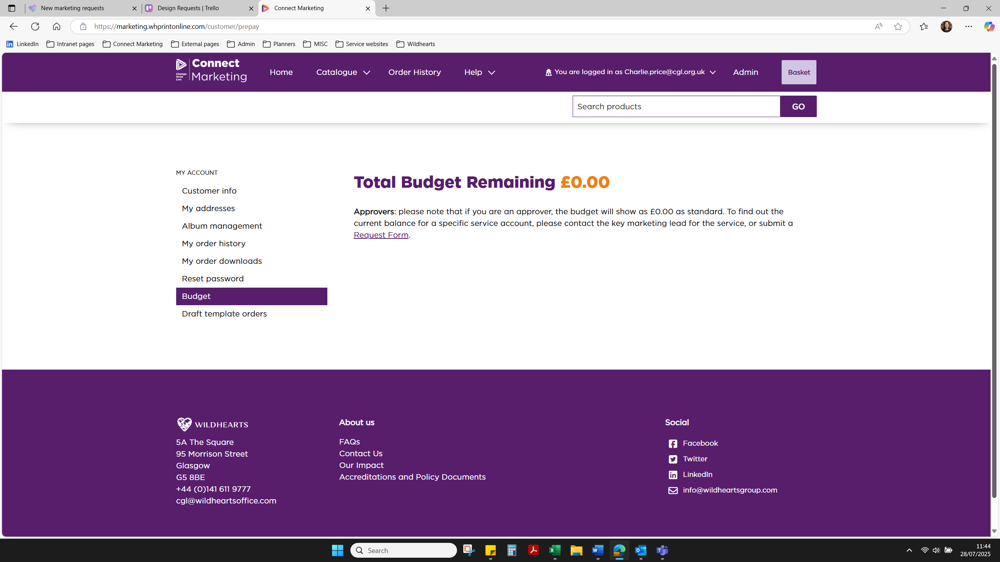 New marketing requests
Design Requests | Trello
Connect Marketing
https://marketing.whprintonline.com/customer/prepay
LinkedIn
Intranet pages
Connect Marketing
External pages
Admin
Planners
MISC
Service websites
Wildhearts
Change
Grow
Live
Connect
Marketing
Home
Catalogue
Order History
Help
You are logged in as Charlie.price@cgl.org.uk
Admin
Basket
Search products
GO
MY ACCOUNT
Customer info
My addresses
Album management
My order history
My order downloads
Reset password
Budget
Draft template orders
Total Budget Remaining £0.00
Approvers: please note that if you are an approver, the budget will show as £0.00 as standard. To find out the
current balance for a specific service account, please contact the key marketing lead for the service, or submit a
Request Form.
WILDHEARTS
5A The Square
95 Morrison Street
Glasgow
G5 8BE
+44 (0)141 611 9777
cgl@wildheartsoffice.com
About us
FAQs
Contact Us
Our Impact
Accreditations and Policy Documents
Social
Facebook
Twitter
LinkedIn
info@wildheartsgroup.com
Search
11:44
28/07/2025